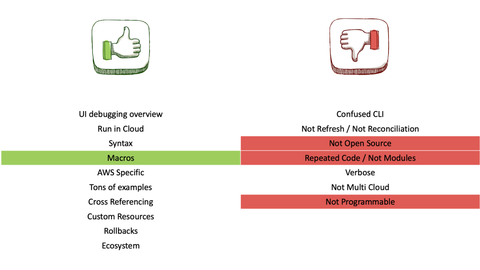 UI debugging overview
Run in Cloud
Syntax
Macros
AWS Specific
Tons of examples
Cross Referencing
Custom Resources
Rollbacks
Ecosystem
Confused CLI
Not Refresh / Not Reconciliation
Not Open Source
Repeated Code / Not Modules
Verbose
Not Multi Cloud
Not Programmable